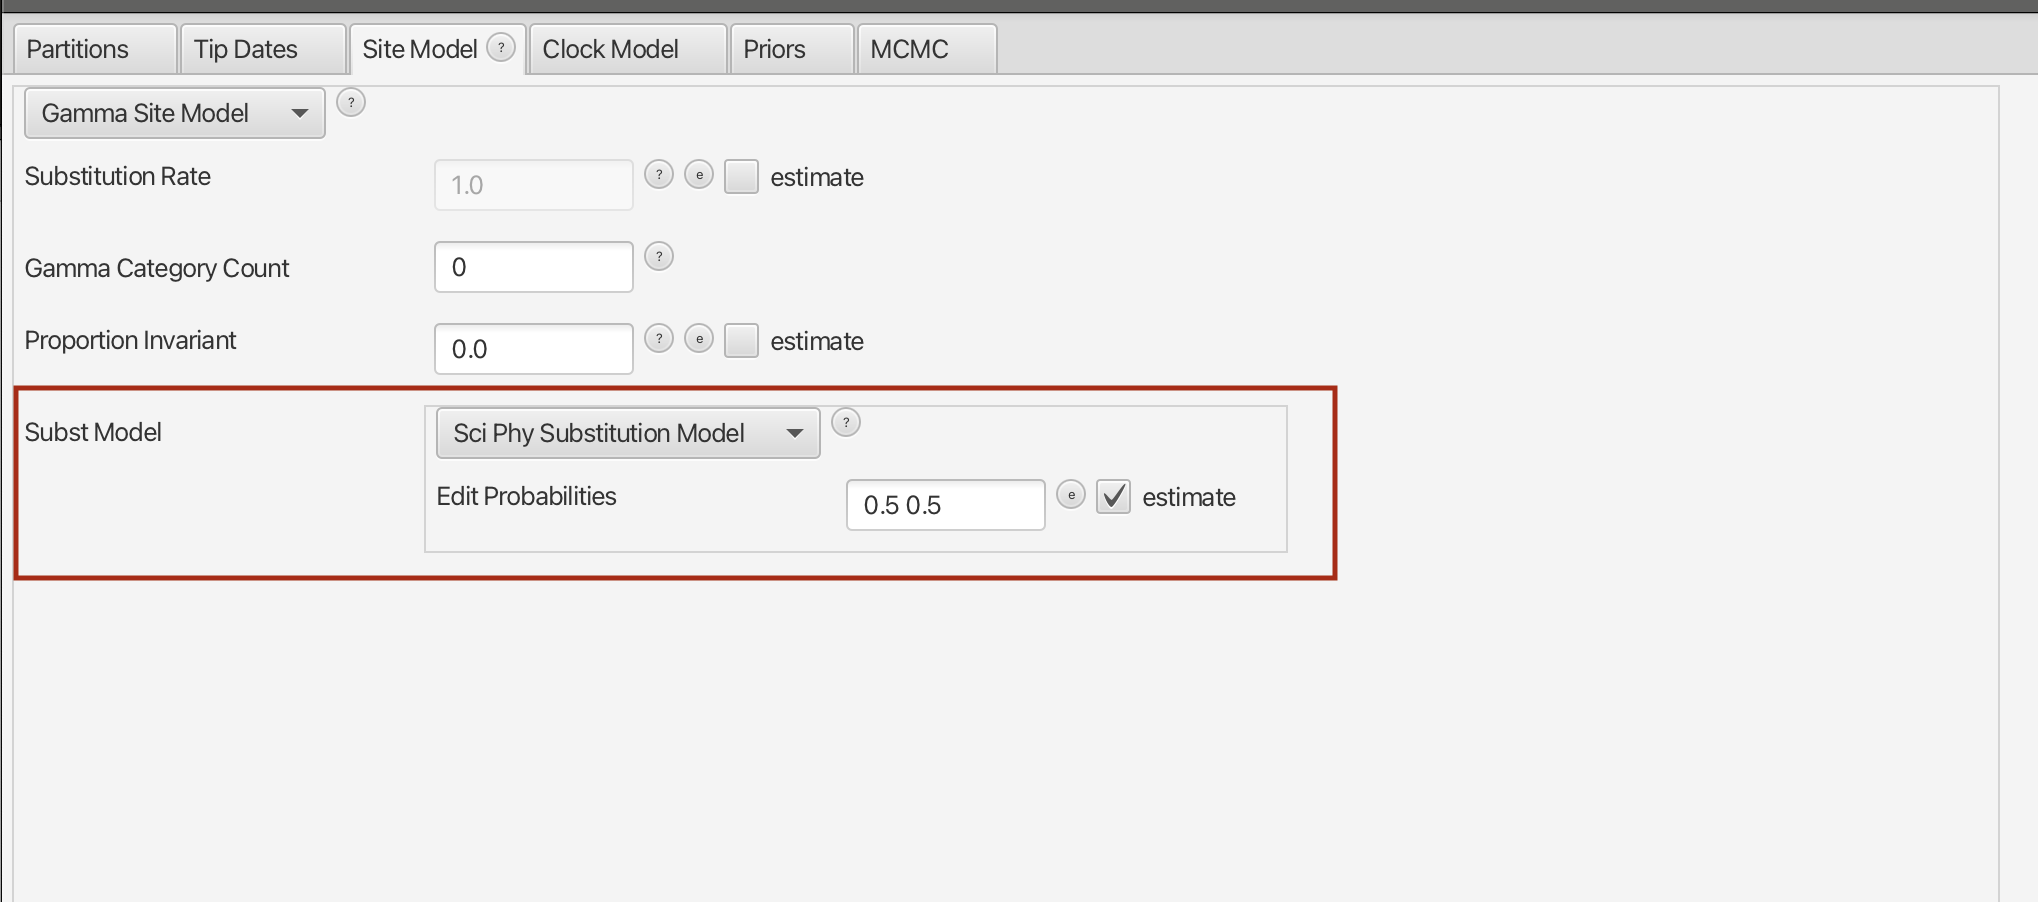 Partitions Tip Dates Site Model ? Clock Model Priors MCMC
Gamma Site Model ?
Substitution Rate 1.0 ? e estimate
Gamma Category Count 0 ?
Proportion Invariant 0.0 ? e estimate
Subst Model Sci Phy Substitution Model ?
Edit Probabilities 0.5 0.5 e estimate